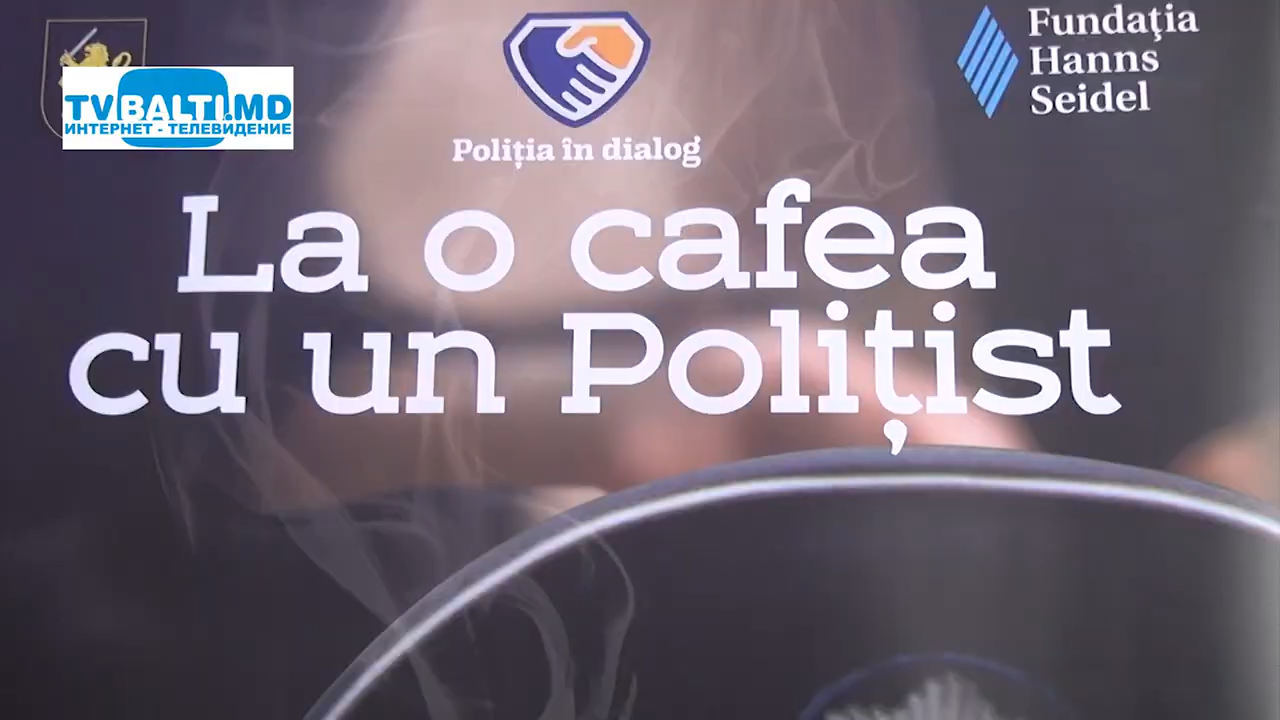 TVBALTI.MD
ИНТЕРНЕТ - ТЕЛЕВИДЕНИЕ
Poliția în dialog
Fundaţia
Hanns
Seidel
La o cafea
cu un Polițist